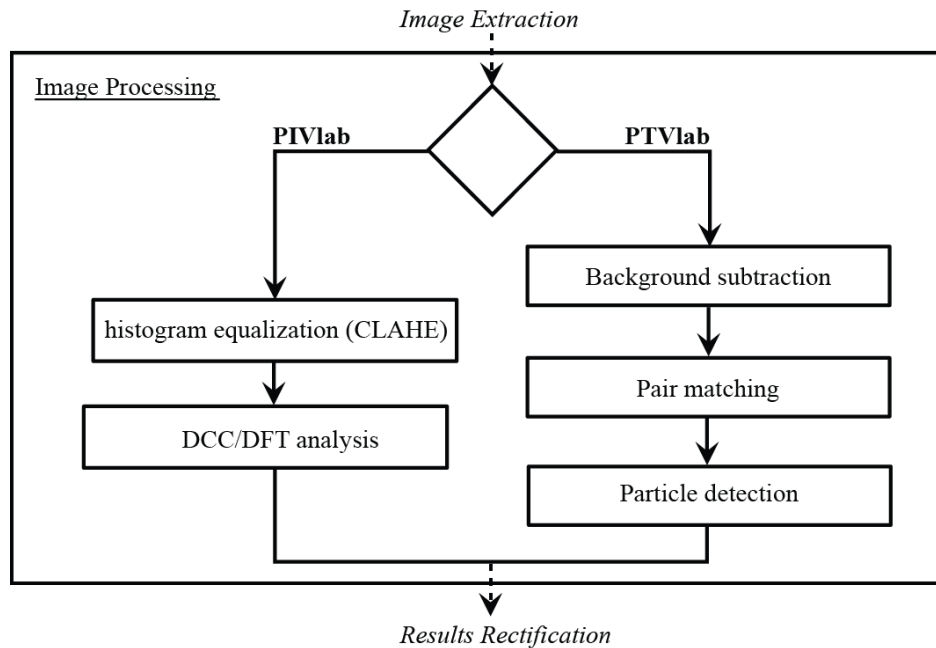 Image Extraction
Image Processing
PIVlab
PTVlab
Background subtraction
histogram equalization (CLAHE)
Pair matching
DCC/DFT analysis
Particle detection
Results Rectification